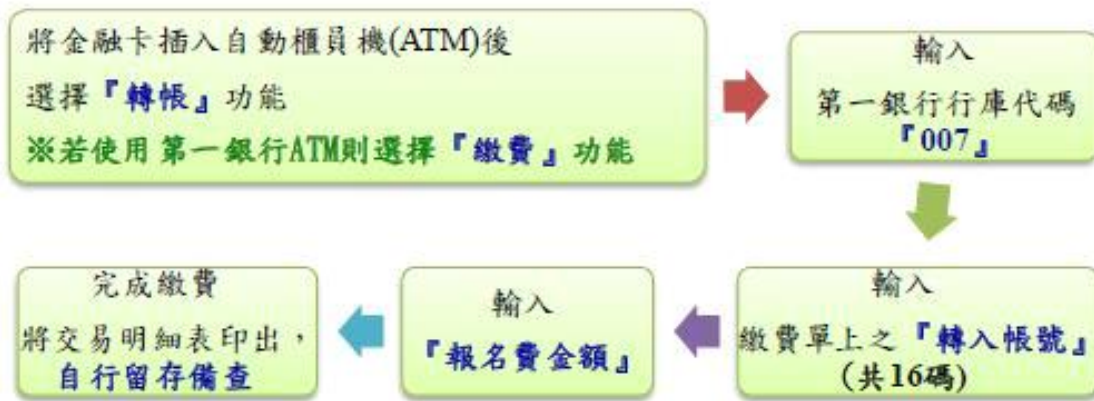 將金融卡插入自動櫃員機(ATM)後
選擇『轉帳』功能
※若使用第一銀行ATM則選擇『繳費』功能
輸入
第一銀行行庫代碼
『007』
輸入
繳費單上之『轉入帳號』
(共16碼)
輸入
『報名費金額』
完成繳費
將交易明細表印出，
自行留存備查